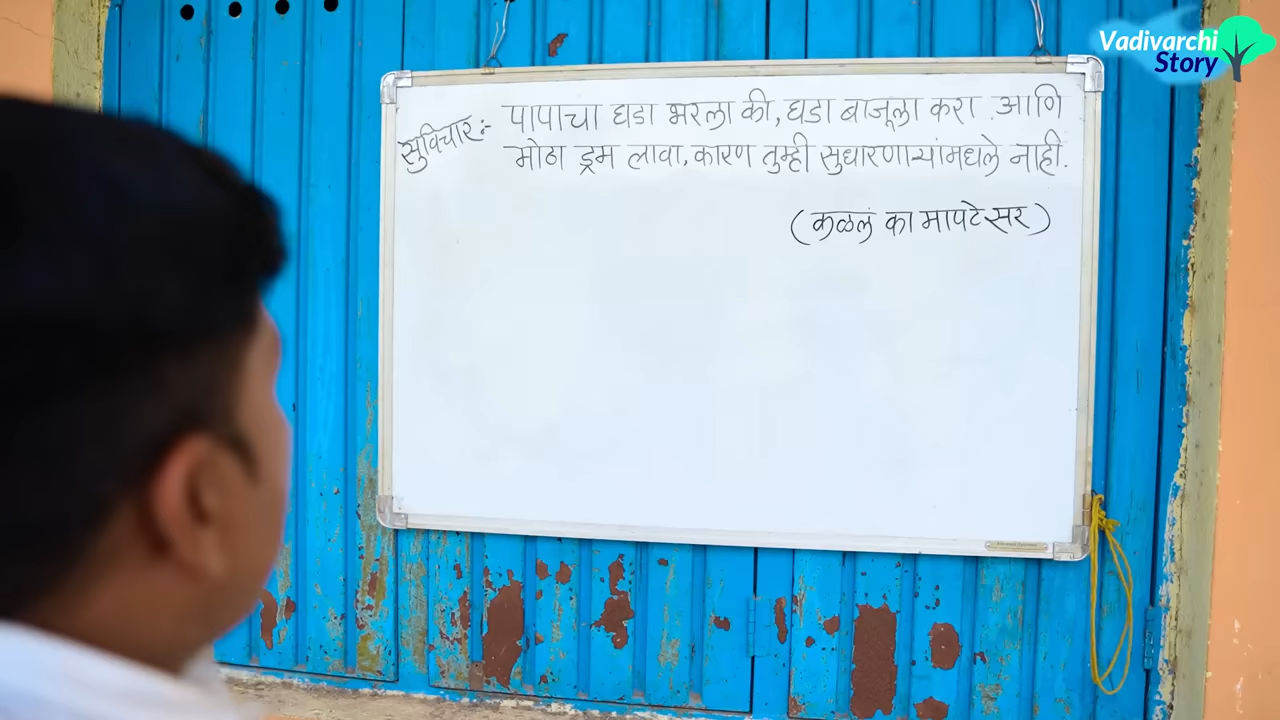 सुविचार:- पापाचा घडा भरला की, घडा बाजूला करा .आणि
मोठा ड्रम लावा, कारण तुम्ही सुधारणाऱ्यांमधले नाही.
(कळलं का मापटे सर)
Vadivarchi
Story